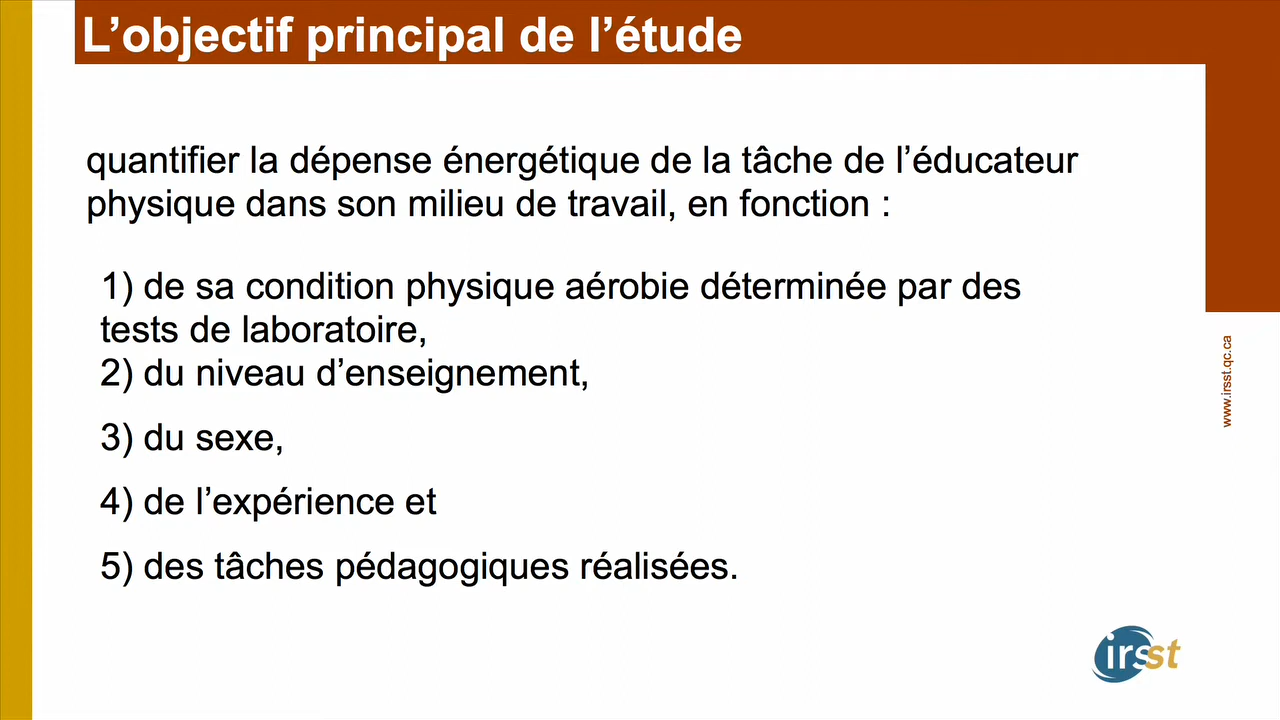 L’objectif principal de l’étude
quantifier la dépense énergétique de la tâche de l’éducateur
physique dans son milieu de travail, en fonction :
1) de sa condition physique aérobie déterminée par des
tests de laboratoire,
2) du niveau d’enseignement,
3) du sexe,
4) de l’expérience et
5) des tâches pédagogiques réalisées.
www.irsst.qc.ca
irsst